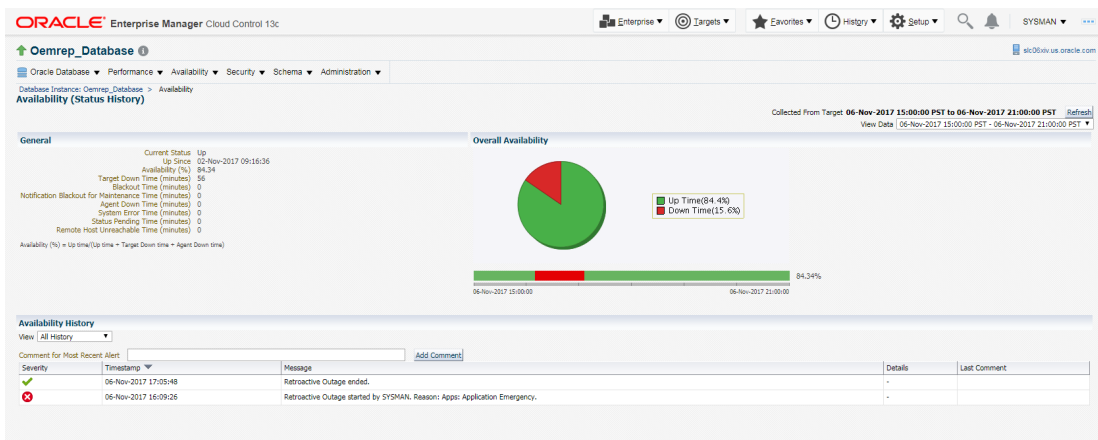 ORACLE Enterprise Manager Cloud Control 13c
Enterprise Targets Favorites History Setup SYSMAN
Oemrep_Database
slc06xiv.us.oracle.com
Oracle Database Performance Availability Security Schema Administration
Database Instance: Oemrep_Database > Availability
Availability (Status History)
Collected From Target 06-Nov-2017 15:00:00 PST to 06-Nov-2017 21:00:00 PST Refresh
View Data 06-Nov-2017 15:00:00 PST - 06-Nov-2017 21:00:00 PST
General
Current Status Up
Up Since 02-Nov-2017 09:16:36
Availability (%) 84.34
Target Down Time (minutes) 56
Blackout Time (minutes) 0
Notification Blackout for Maintenance Time (minutes) 0
Agent Down Time (minutes) 0
System Error Time (minutes) 0
Status Pending Time (minutes) 0
Remote Host Unreachable Time (minutes) 0
Availability (%) = Up time/(Up time + Target Down time + Agent Down time)
Overall Availability
Up Time(84.4%)
Down Time(15.6%)
84.34%
06-Nov-2017 15:00:00 06-Nov-2017 21:00:00
Availability History
View All History
Comment for Most Recent Alert Add Comment
Severity Timestamp Message Details Last Comment
06-Nov-2017 17:05:48 Retroactive Outage ended. -
06-Nov-2017 16:09:26 Retroactive Outage started by SYSMAN. Reason: Apps: Application Emergency. -